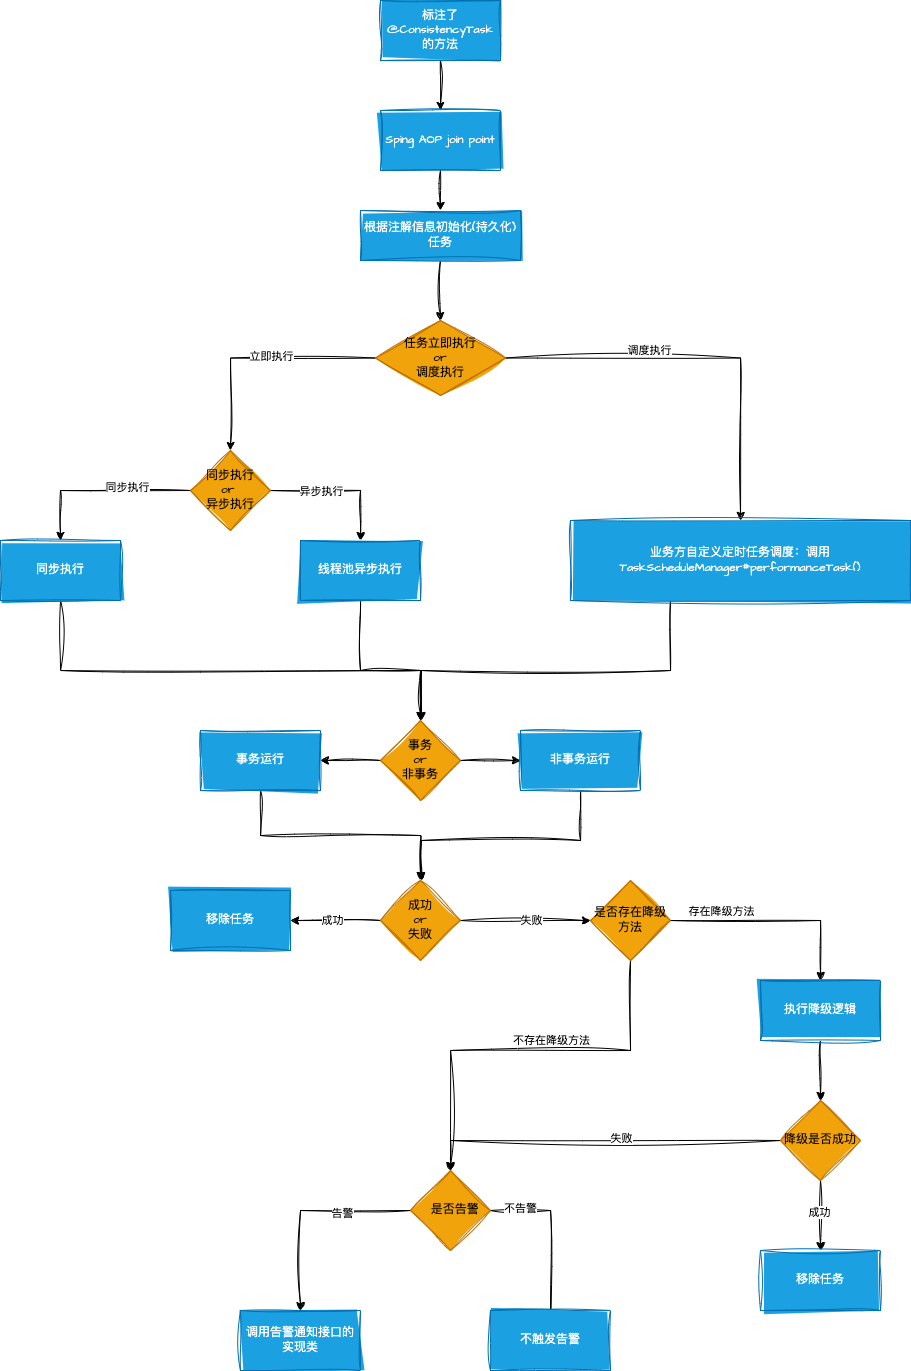 标注了
@ConsistencyTask
的方法
Sping AOP join point
根据注解信息初始化(持久化)
任务
任务立即执行
or
调度执行
立即执行
调度执行
同步执行
or
异步执行
同步执行
异步执行
同步执行
线程池异步执行
业务方自定义定时任务调度：调用
TaskScheduleManager#performanceTask()
事务运行
事务
or
非事务
非事务运行
移除任务
成功
成功
or
失败
失败
是否存在降级
方法
存在降级方法
执行降级逻辑
不存在降级方法
失败
降级是否成功
告警
是否告警
不告警
成功
移除任务
调用告警通知接口的
实现类
不触发告警